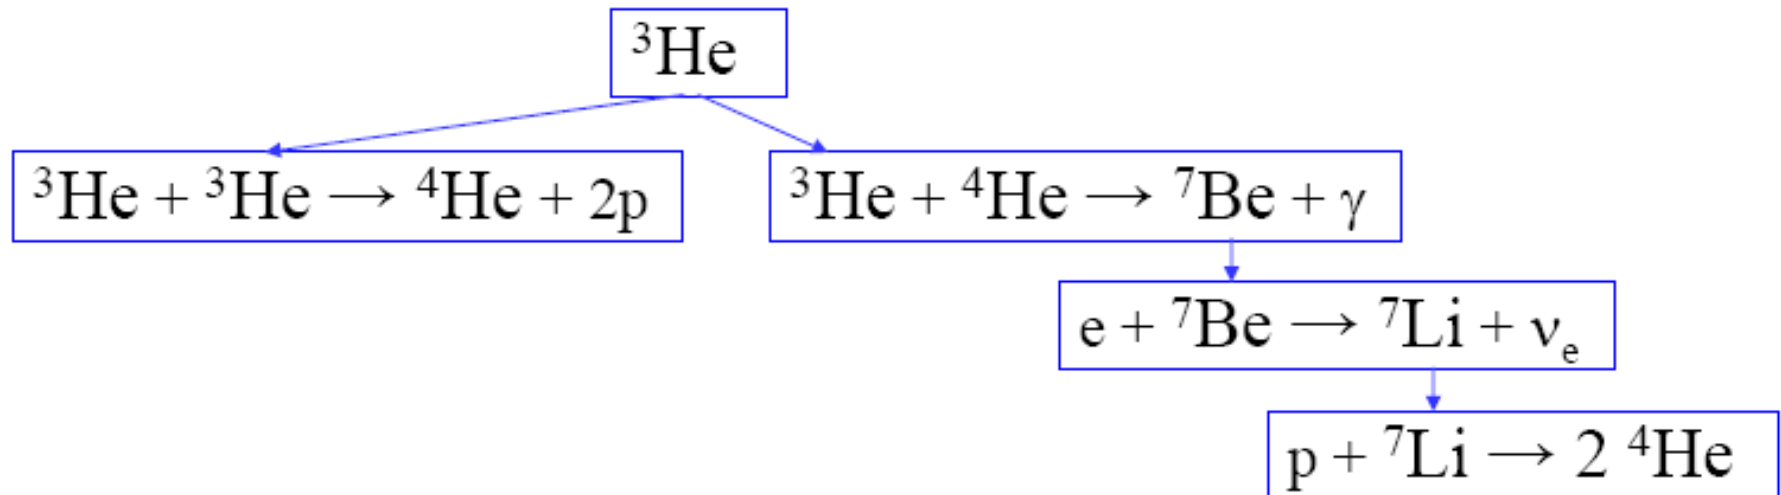 ³He
³He + ³He → ⁴He + 2p
³He + ⁴He → ⁷Be + γ
e + ⁷Be → ⁷Li + νₑ
p + ⁷Li → 2 ⁴He